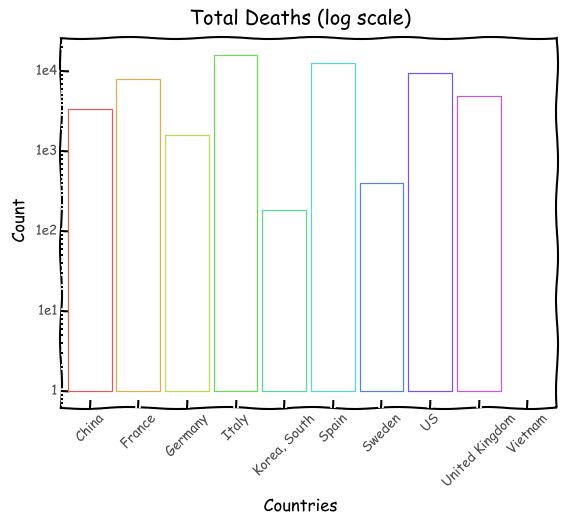 Total Deaths (log scale)
1e4
1e3
1e2
1e1
1
Count
China
France
Germany
Italy
Korea, South
Spain
Sweden
US
United Kingdom
Vietnam
Countries